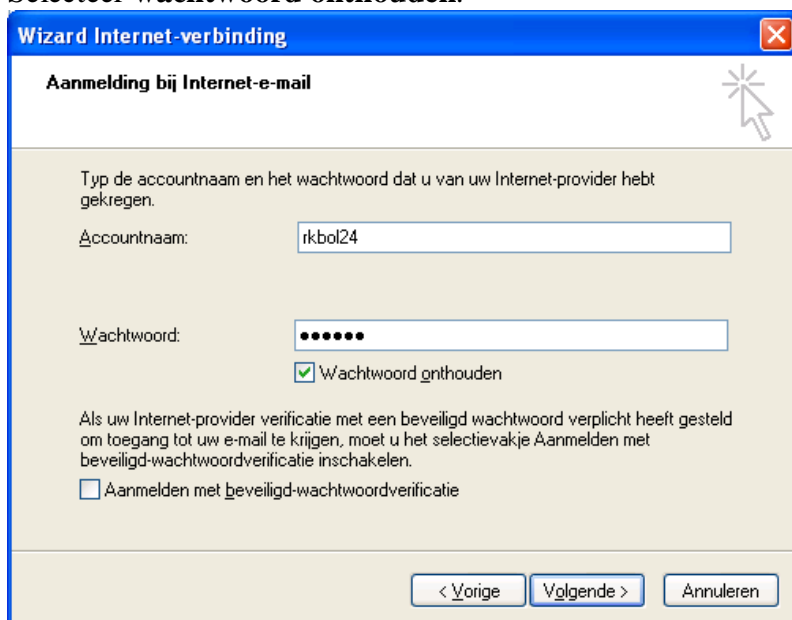 Selecteer wachtwoord onthouden.
Wizard Internet-verbinding
Aanmelding bij Internet-e-mail
Typ de accountnaam en het wachtwoord dat u van uw Internet-provider hebt
gekregen.
Accountnaam: rkbol24
Wachtwoord: ●●●●●●
Wachtwoord onthouden
Als uw Internet-provider verificatie met een beveiligd wachtwoord verplicht heeft gesteld
om toegang tot uw e-mail te krijgen, moet u het selectievakje Aanmelden met
beveiligd-wachtwoordverificatie inschakelen.
Aanmelden met beveiligd-wachtwoordverificatie
< Vorige Volgende > Annuleren